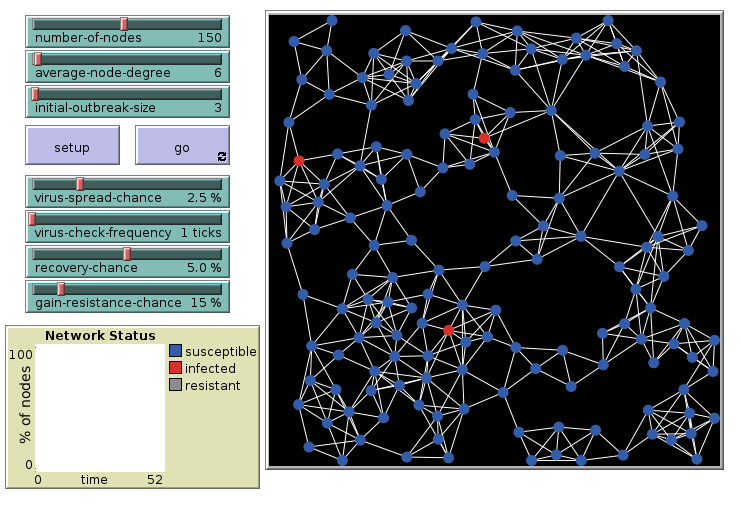 number-of-nodes 150
average-node-degree 6
initial-outbreak-size 3
setup go
virus-spread-chance 2.5 %
virus-check-frequency 1 ticks
recovery-chance 5.0 %
gain-resistance-chance 15 %
Network Status
100
% of nodes
0
0 time 52
susceptible
infected
resistant